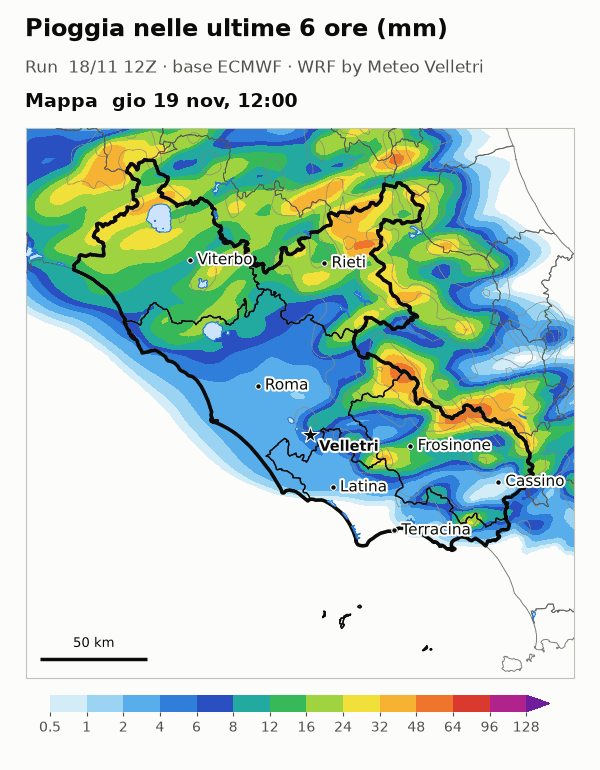 Pioggia nelle ultime 6 ore (mm)
Run 18/11 12Z · base ECMWF · WRF by Meteo Velletri
Mappa gio 19 nov, 12:00
Viterbo
Rieti
Roma
Velletri
Frosinone
Latina
Cassino
Terracina
50 km
0.5 1 2 4 6 8 12 16 24 32 48 64 96 128